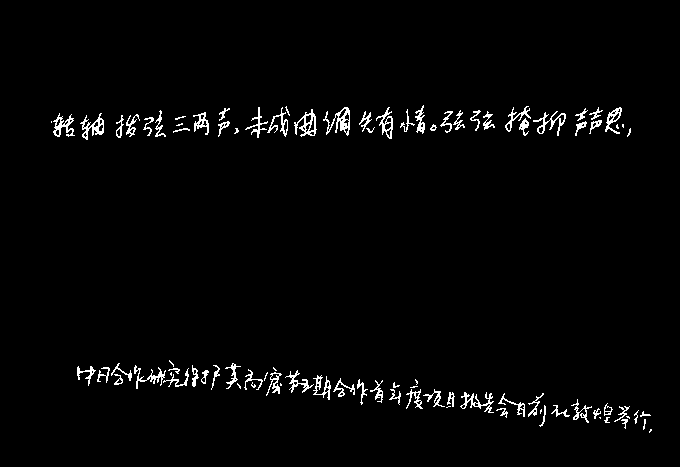 转轴拨弦三两声,未成曲调先有情。弦弦掩抑声声思,
中日合作研究保护莫高窟第五期合作首年度项目报告会日前在敦煌举行,